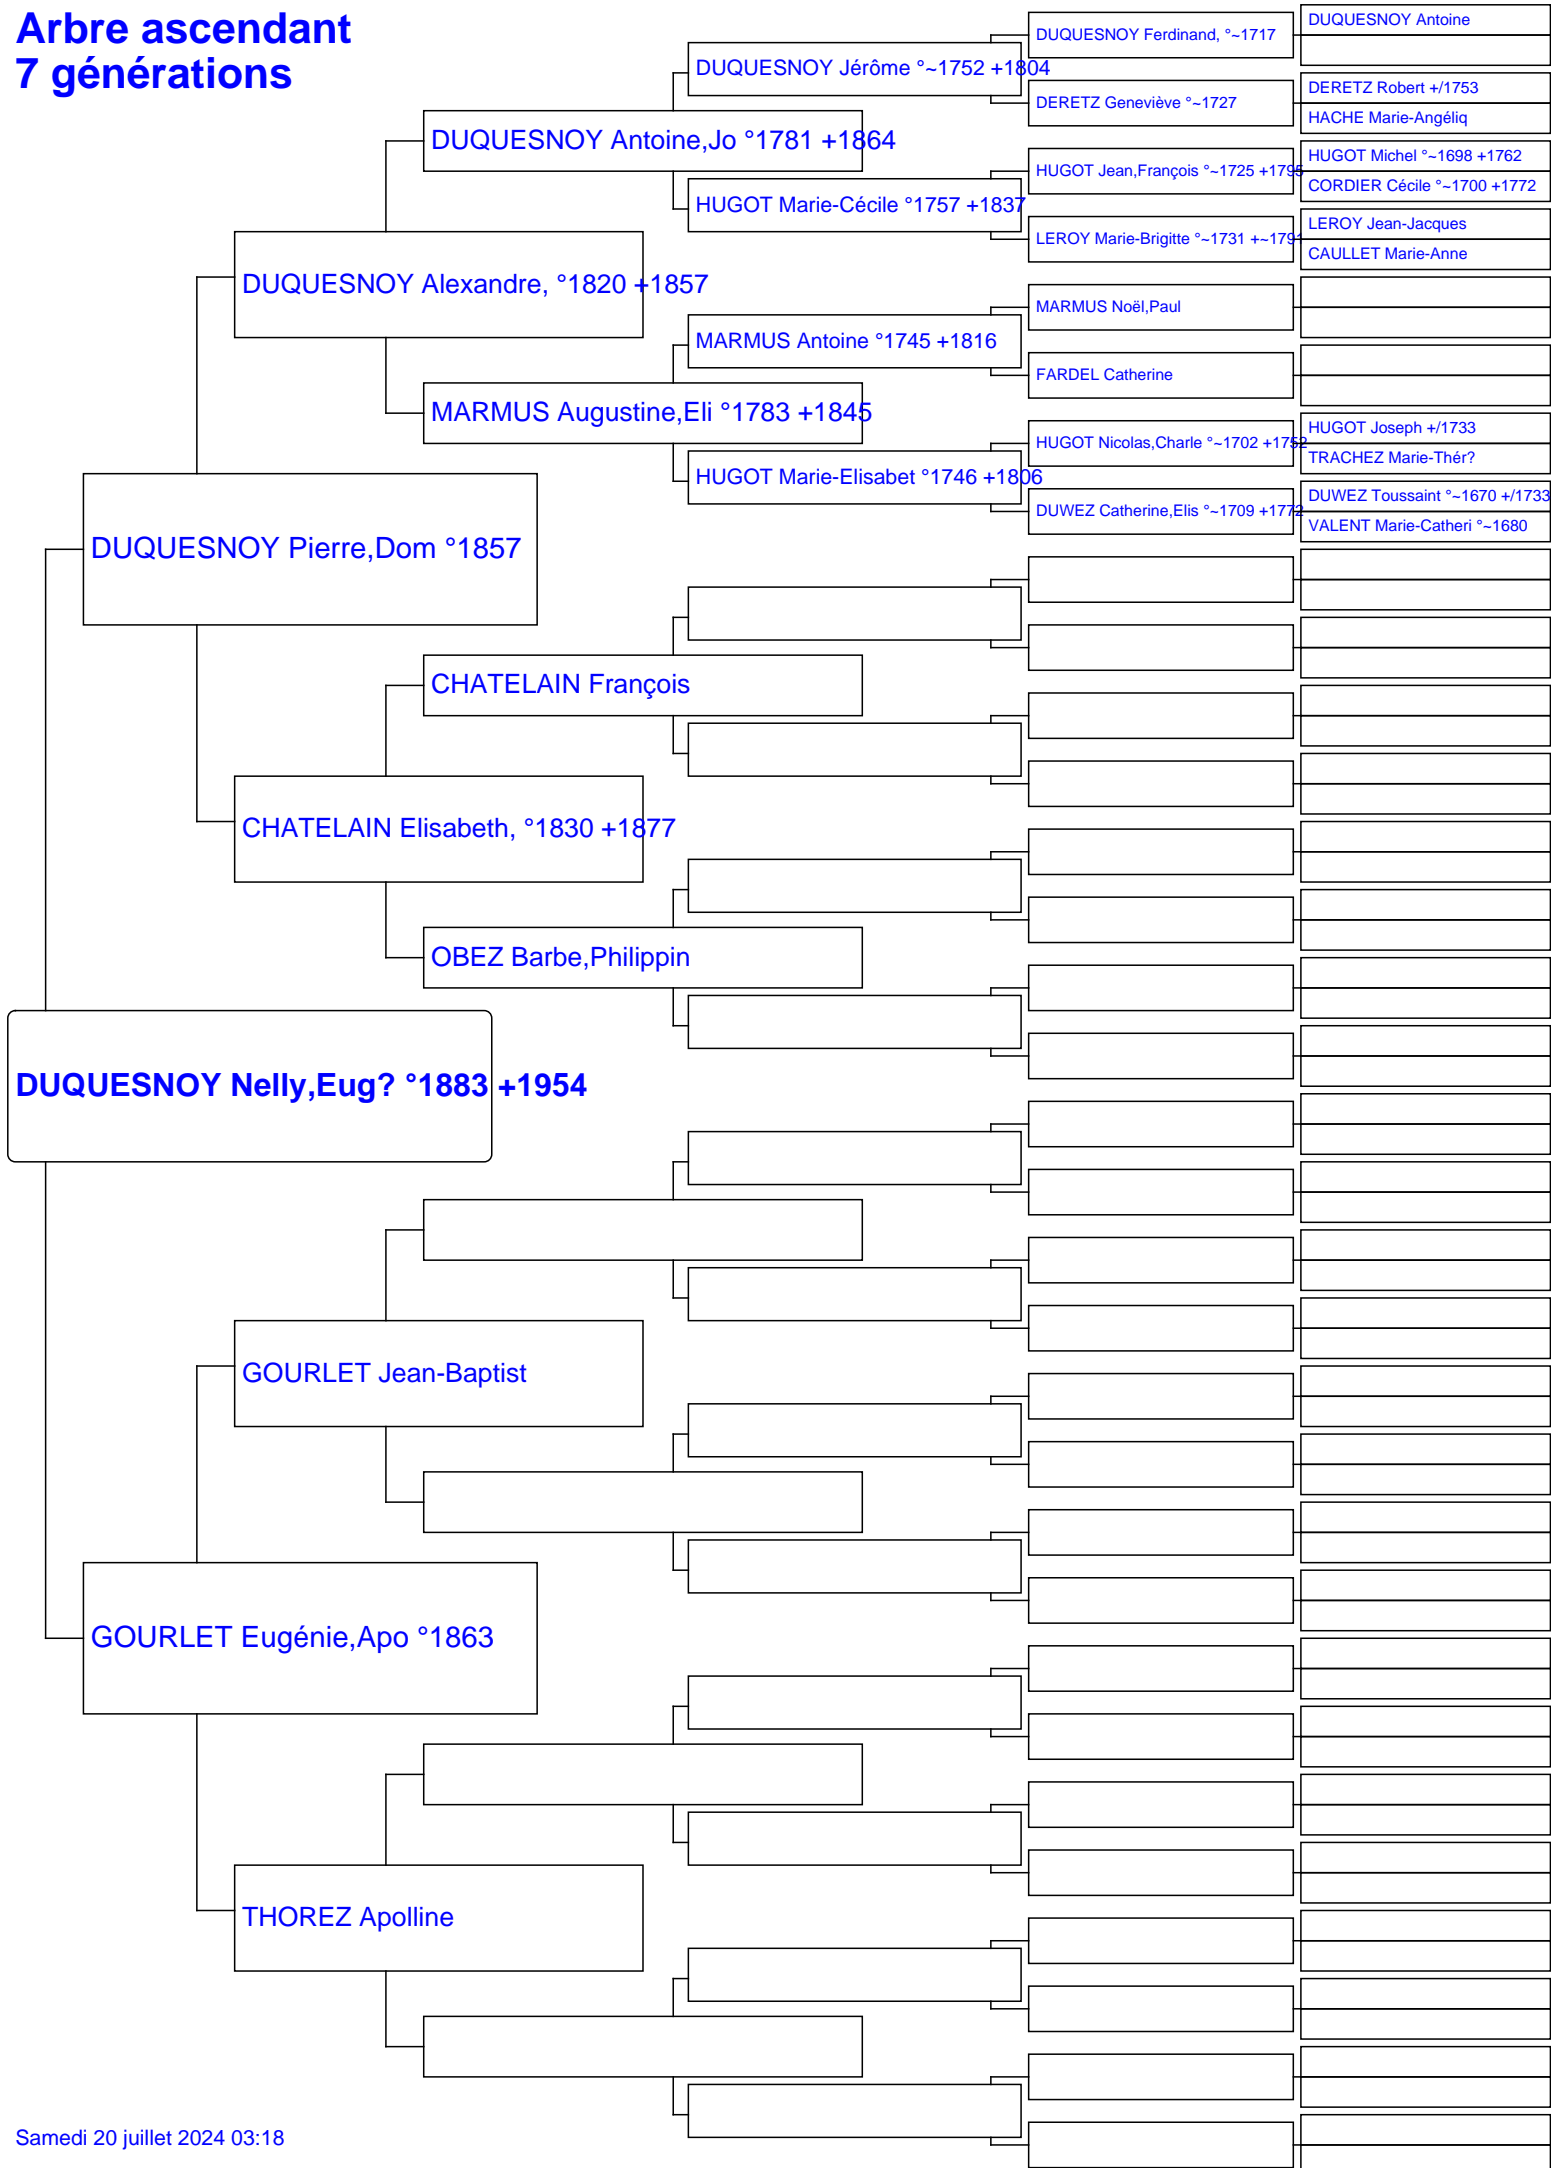 Arbre ascendant
7 générations
DUQUESNOY Antoine
DUQUESNOY Ferdinand, °~1717
DUQUESNOY Jérôme °~1752 +1804
DERETZ Robert +/1753
DERETZ Geneviève °~1727
HACHE Marie-Angéliq
DUQUESNOY Antoine,Jo °1781 +1864
HUGOT Michel °~1698 +1762
HUGOT Jean,François °~1725 +1795
CORDIER Cécile °~1700 +1772
HUGOT Marie-Cécile °1757 +1837
LEROY Jean-Jacques
LEROY Marie-Brigitte °~1731 +~1791
CAULLET Marie-Anne
DUQUESNOY Alexandre, °1820 +1857
MARMUS Noël,Paul
MARMUS Antoine °1745 +1816
FARDEL Catherine
MARMUS Augustine,Eli °1783 +1845
HUGOT Joseph +/1733
HUGOT Nicolas,Charle °~1702 +1752
TRACHEZ Marie-Thér?
HUGOT Marie-Elisabet °1746 +1806
DUWEZ Toussaint °~1670 +/1733
DUWEZ Catherine,Elis °~1709 +1772
VALENT Marie-Catheri °~1680
DUQUESNOY Pierre,Dom °1857
CHATELAIN François
CHATELAIN Elisabeth, °1830 +1877
OBEZ Barbe,Philippin
DUQUESNOY Nelly,Eug? °1883 +1954
GOURLET Jean-Baptist
GOURLET Eugénie,Apo °1863
THOREZ Apolline
Samedi 20 juillet 2024 03:18